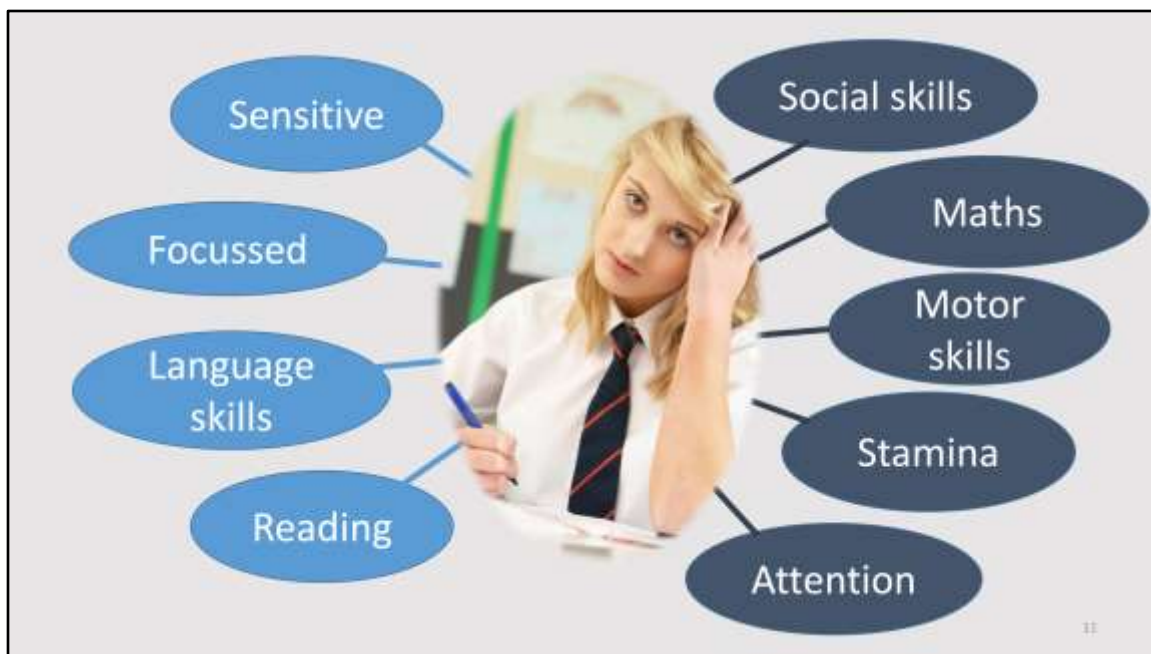 Sensitive
Focussed
Language
skills
Reading
Social skills
Maths
Motor
skills
Stamina
Attention